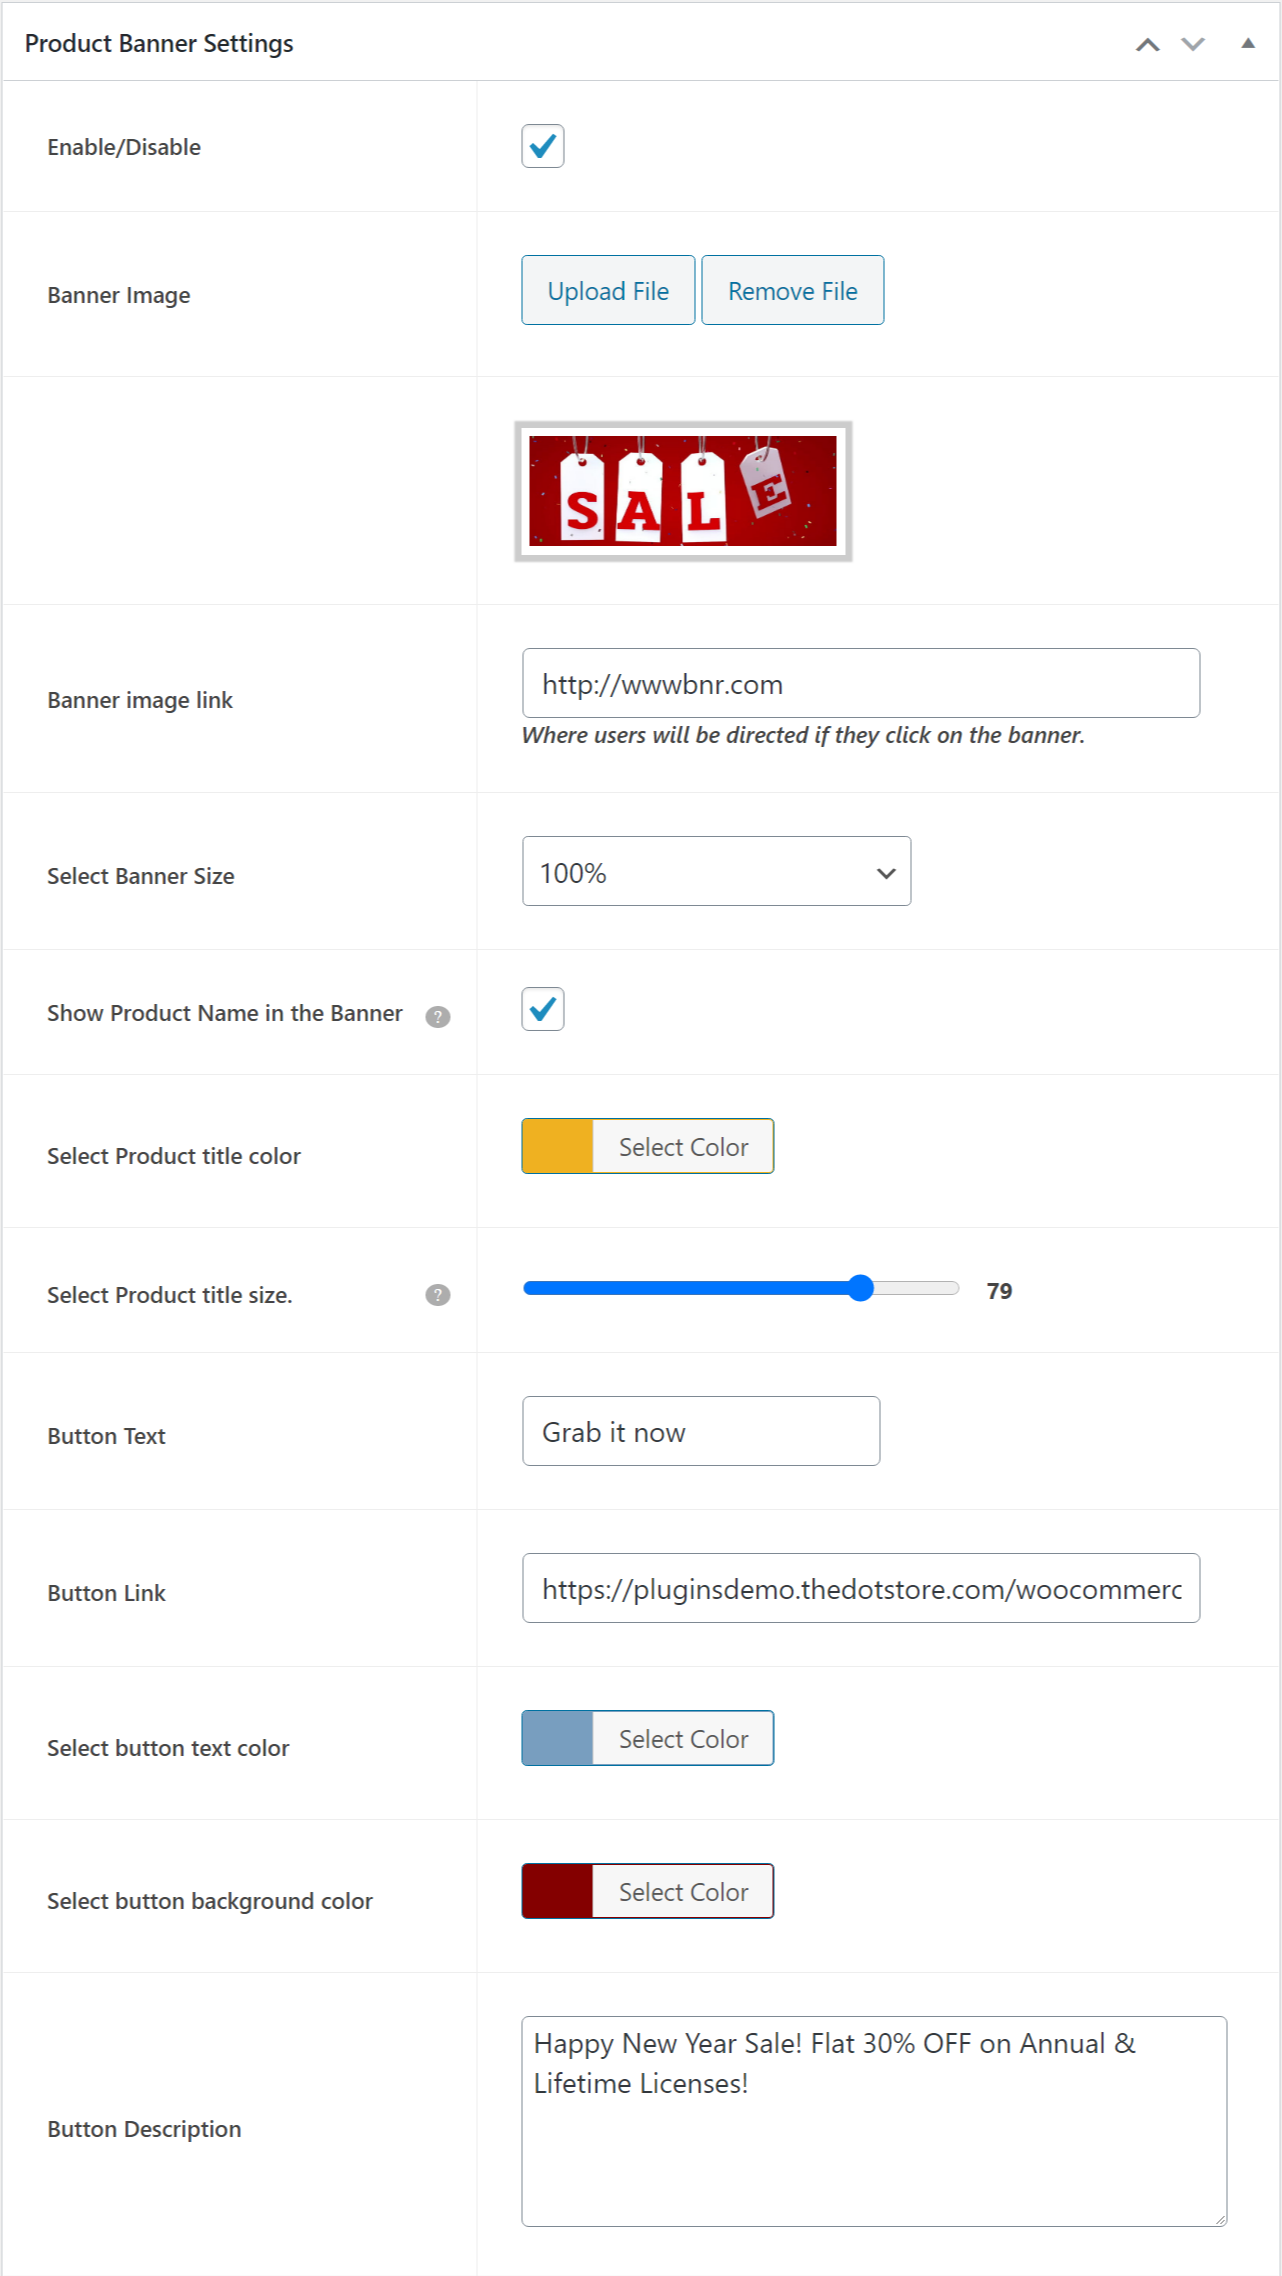 Product Banner Settings
Enable/Disable
Banner Image
Upload File
Remove File
SALE
Banner image link
http://wwwbnr.com
Where users will be directed if they click on the banner.
Select Banner Size
100%
Show Product Name in the Banner
?
Select Product title color
Select Color
Select Product title size.
?
79
Button Text
Grab it now
Button Link
https://pluginsdemo.thedotstore.com/woocommerc
Select button text color
Select Color
Select button background color
Select Color
Button Description
Happy New Year Sale! Flat 30% OFF on Annual &
Lifetime Licenses!